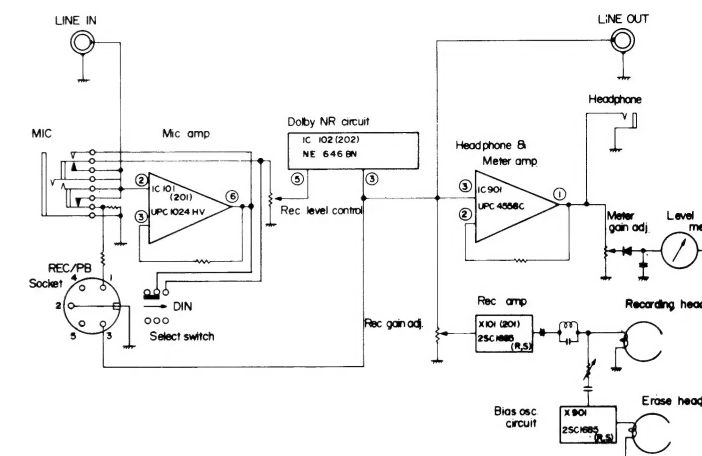 LINE IN
LINE OUT
Headphone
Dolby NR circuit
MIC
Mic amp
IC 102 (202)
NE 646 BN
Headphone &
Meter amp
2
IC 101
(201)
UPC 1024 HV
3
6
5
3
Rec level control
3
IC 901
UPC 4558C
2
1
Meter
gain adj.
Level
REC/PB
Socket
1
2
5
3
DIN
Select switch
Rec gain adj.
Rec amp
X101 (201)
2SC1685
(R,S)
Recording head
Bias osc.
circuit
X901
2SC1685
(R,S)
Erase head